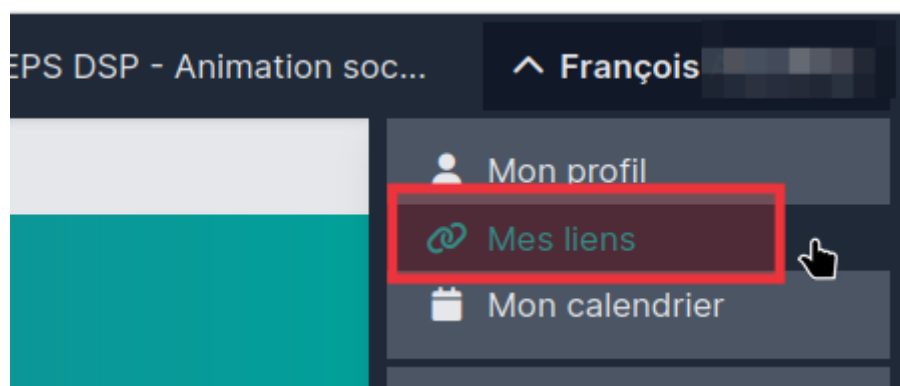 EPS DSP - Animation soc... François
Mon profil
Mes liens
Mon calendrier